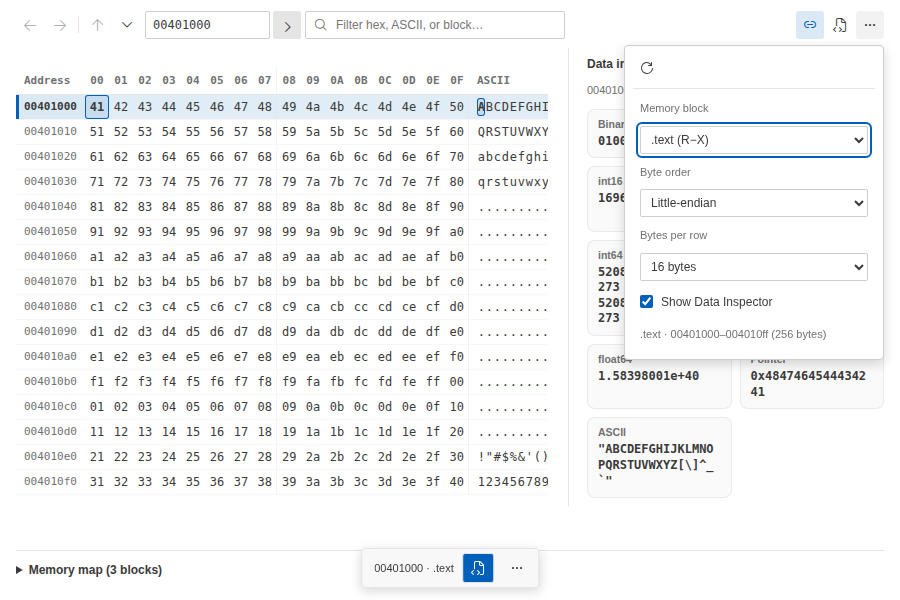 00401000
Filter hex, ASCII, or block…
Address 00 01 02 03 04 05 06 07 08 09 0A 0B 0C 0D 0E 0F ASCII
00401000 41 42 43 44 45 46 47 48 49 4a 4b 4c 4d 4e 4f 50 ABCDEFGHI
00401010 51 52 53 54 55 56 57 58 59 5a 5b 5c 5d 5e 5f 60 QRSTUVWXY
00401020 61 62 63 64 65 66 67 68 69 6a 6b 6c 6d 6e 6f 70 abcdefghi
00401030 71 72 73 74 75 76 77 78 79 7a 7b 7c 7d 7e 7f 80 qrstuvwxy
00401040 81 82 83 84 85 86 87 88 89 8a 8b 8c 8d 8e 8f 90 .........
00401050 91 92 93 94 95 96 97 98 99 9a 9b 9c 9d 9e 9f a0 .........
00401060 a1 a2 a3 a4 a5 a6 a7 a8 a9 aa ab ac ad ae af b0 .........
00401070 b1 b2 b3 b4 b5 b6 b7 b8 b9 ba bb bc bd be bf c0 .........
00401080 c1 c2 c3 c4 c5 c6 c7 c8 c9 ca cb cc cd ce cf d0 .........
00401090 d1 d2 d3 d4 d5 d6 d7 d8 d9 da db dc dd de df e0 .........
004010a0 e1 e2 e3 e4 e5 e6 e7 e8 e9 ea eb ec ed ee ef f0 .........
004010b0 f1 f2 f3 f4 f5 f6 f7 f8 f9 fa fb fc fd fe ff 00 .........
004010c0 01 02 03 04 05 06 07 08 09 0a 0b 0c 0d 0e 0f 10 .........
004010d0 11 12 13 14 15 16 17 18 19 1a 1b 1c 1d 1e 1f 20 .........
004010e0 21 22 23 24 25 26 27 28 29 2a 2b 2c 2d 2e 2f 30 !"#$%&'()
004010f0 31 32 33 34 35 36 37 38 39 3a 3b 3c 3d 3e 3f 40 123456789
Data in
004010
Binar
0100
int16
1696
int64
5208
273
5208
273
float64
1.58398001e+40
Pointer
0x48474645444342
41
ASCII
"ABCDEFGHIJKLMNO
PQRSTUVWXYZ[\]^_
`"
Memory block
.text (R−X)
Byte order
Little-endian
Bytes per row
16 bytes
Show Data Inspector
.text · 00401000–004010ff (256 bytes)
Memory map (3 blocks)
00401000 · .text